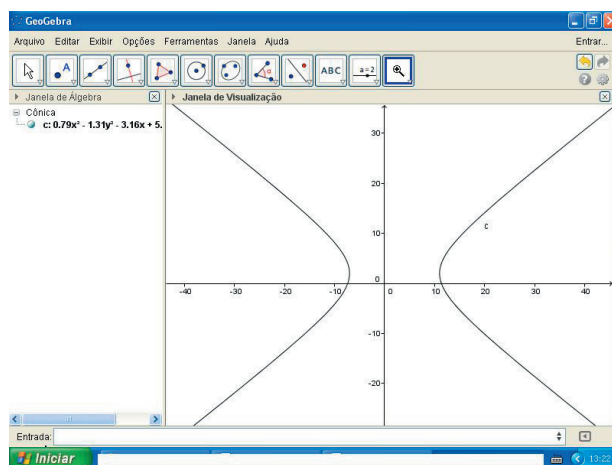 GeoGebra
Arquivo Editar Exibir Opções Ferramentas Janela Ajuda Entrar...
ABC a=2
Janela de Álgebra
Janela de Visualização
Cônica
c: 0.79x² - 1.31y² - 3.16x + 5.
30
20
10
0
-10
-20
-40 -30 -20 -10 0 10 20 30 40
c
Entrada:
Iniciar 13:22